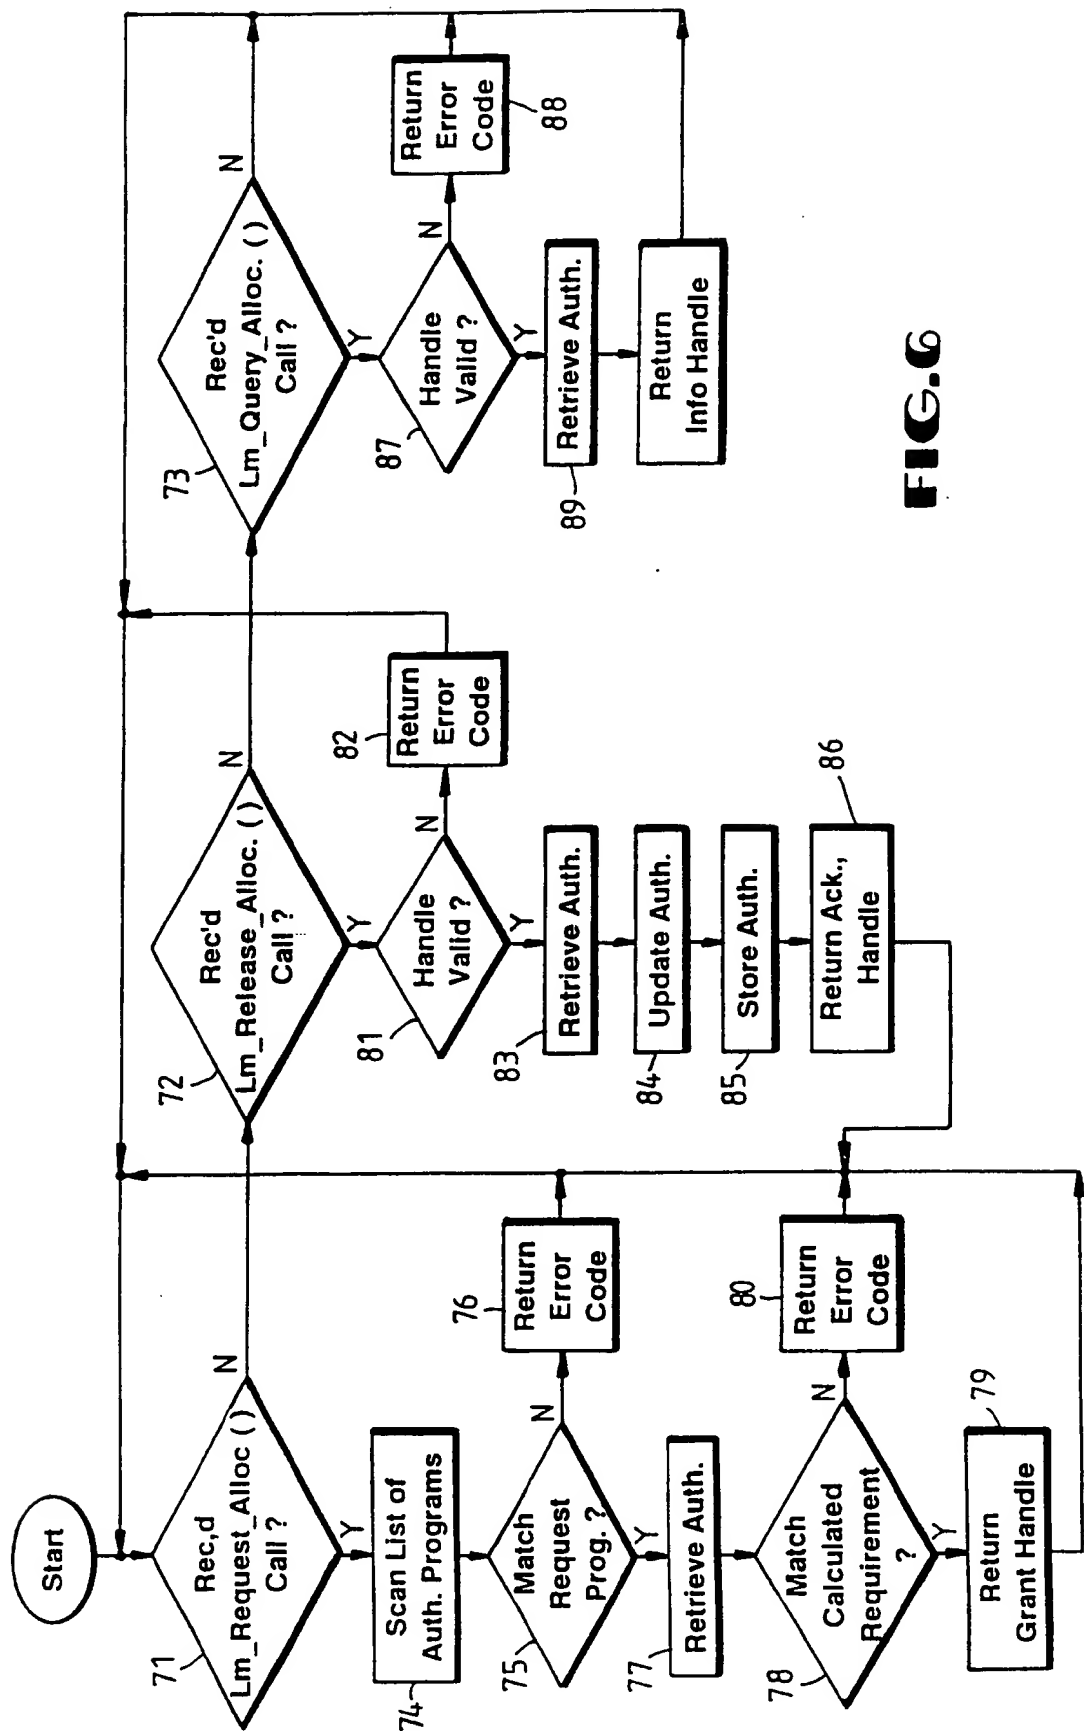 Start
71
Rec,d
Lm_Request_Alloc ( )
Call ?
N
Y
74
Scan List of
Auth. Programs
75
Match
Request
Prog. ?
N
Y
76
Return
Error
Code
77
Retrieve Auth.
78
Match
Calculated
Requirement
?
N
Y
80
Return
Error
Code
79
Return
Grant Handle
72
Rec'd
Lm_Release_Alloc. ( )
Call ?
N
Y
81
Handle
Valid ?
N
Y
82
Return
Error
Code
83
Retrieve Auth.
84
Update Auth.
85
Store Auth.
86
Return Ack.,
Handle
73
Rec'd
Lm_Query_Alloc. ( )
Call ?
N
Y
87
Handle
Valid ?
N
Y
Return
Error
Code
88
89
Retrieve Auth.
Return
Info Handle
FIG.6